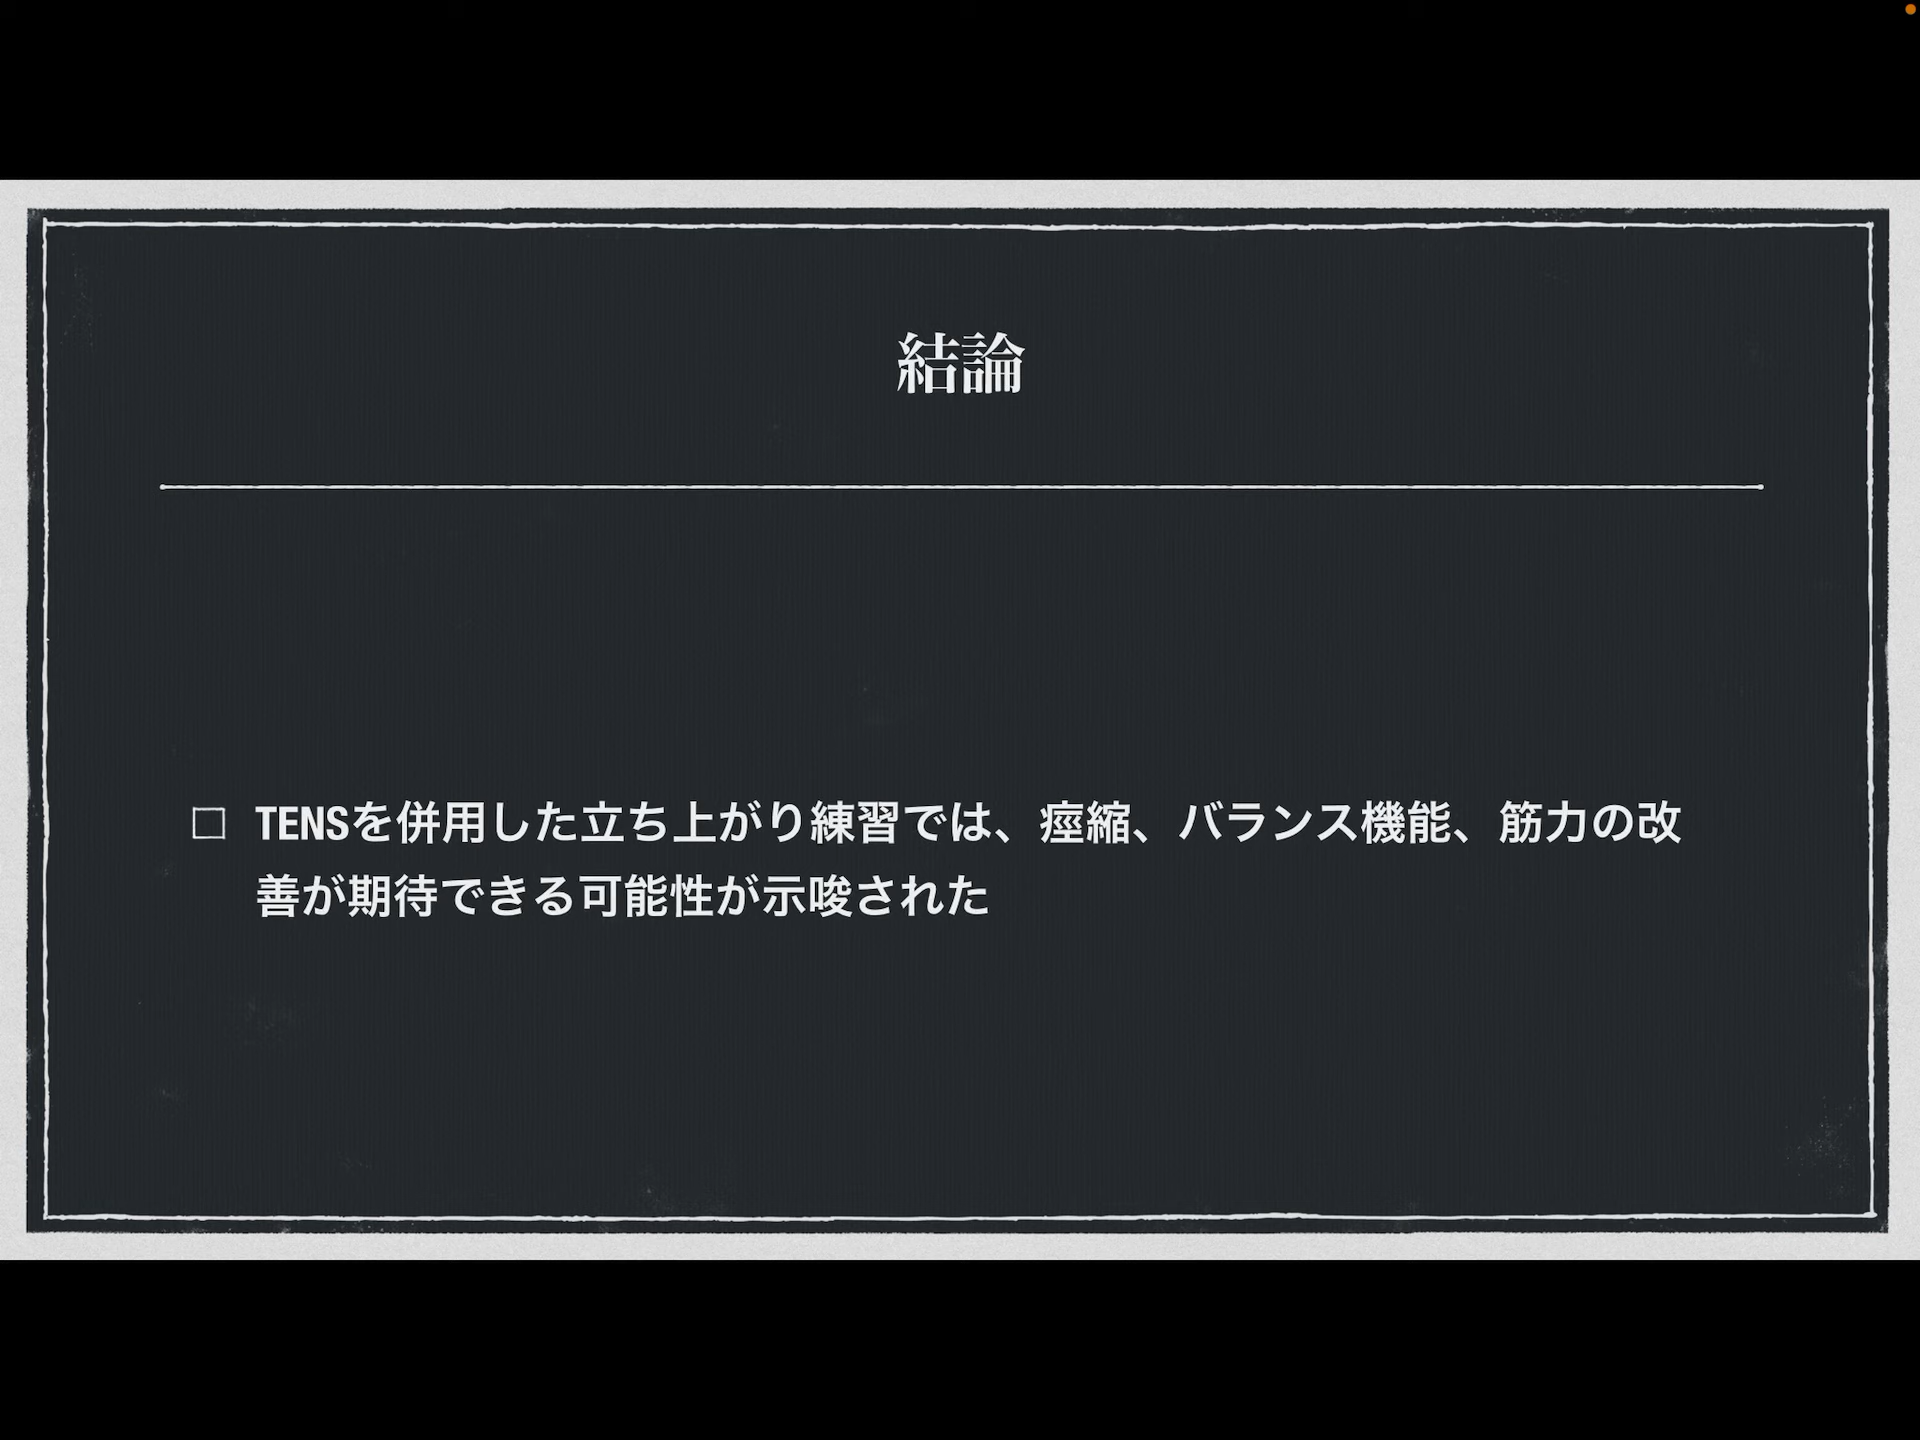 結論
TENSを併用した立ち上がり練習では、痙縮、バランス機能、筋力の改
善が期待できる可能性が示唆された